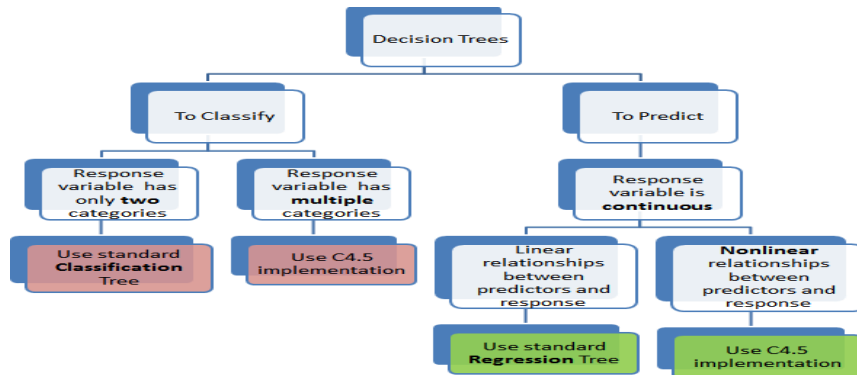 Decision Trees
To Classify
To Predict
Response
variable has
only two
categories
Response
variable has
multiple
categories
Response
variable is
continuous
Use standard
Classification
Tree
Use C4.5
implementation
Linear
relationships
between
predictors and
response
Nonlinear
relationships
between
predictors and
response
Use standard
Regression Tree
Use C4.5
implementation